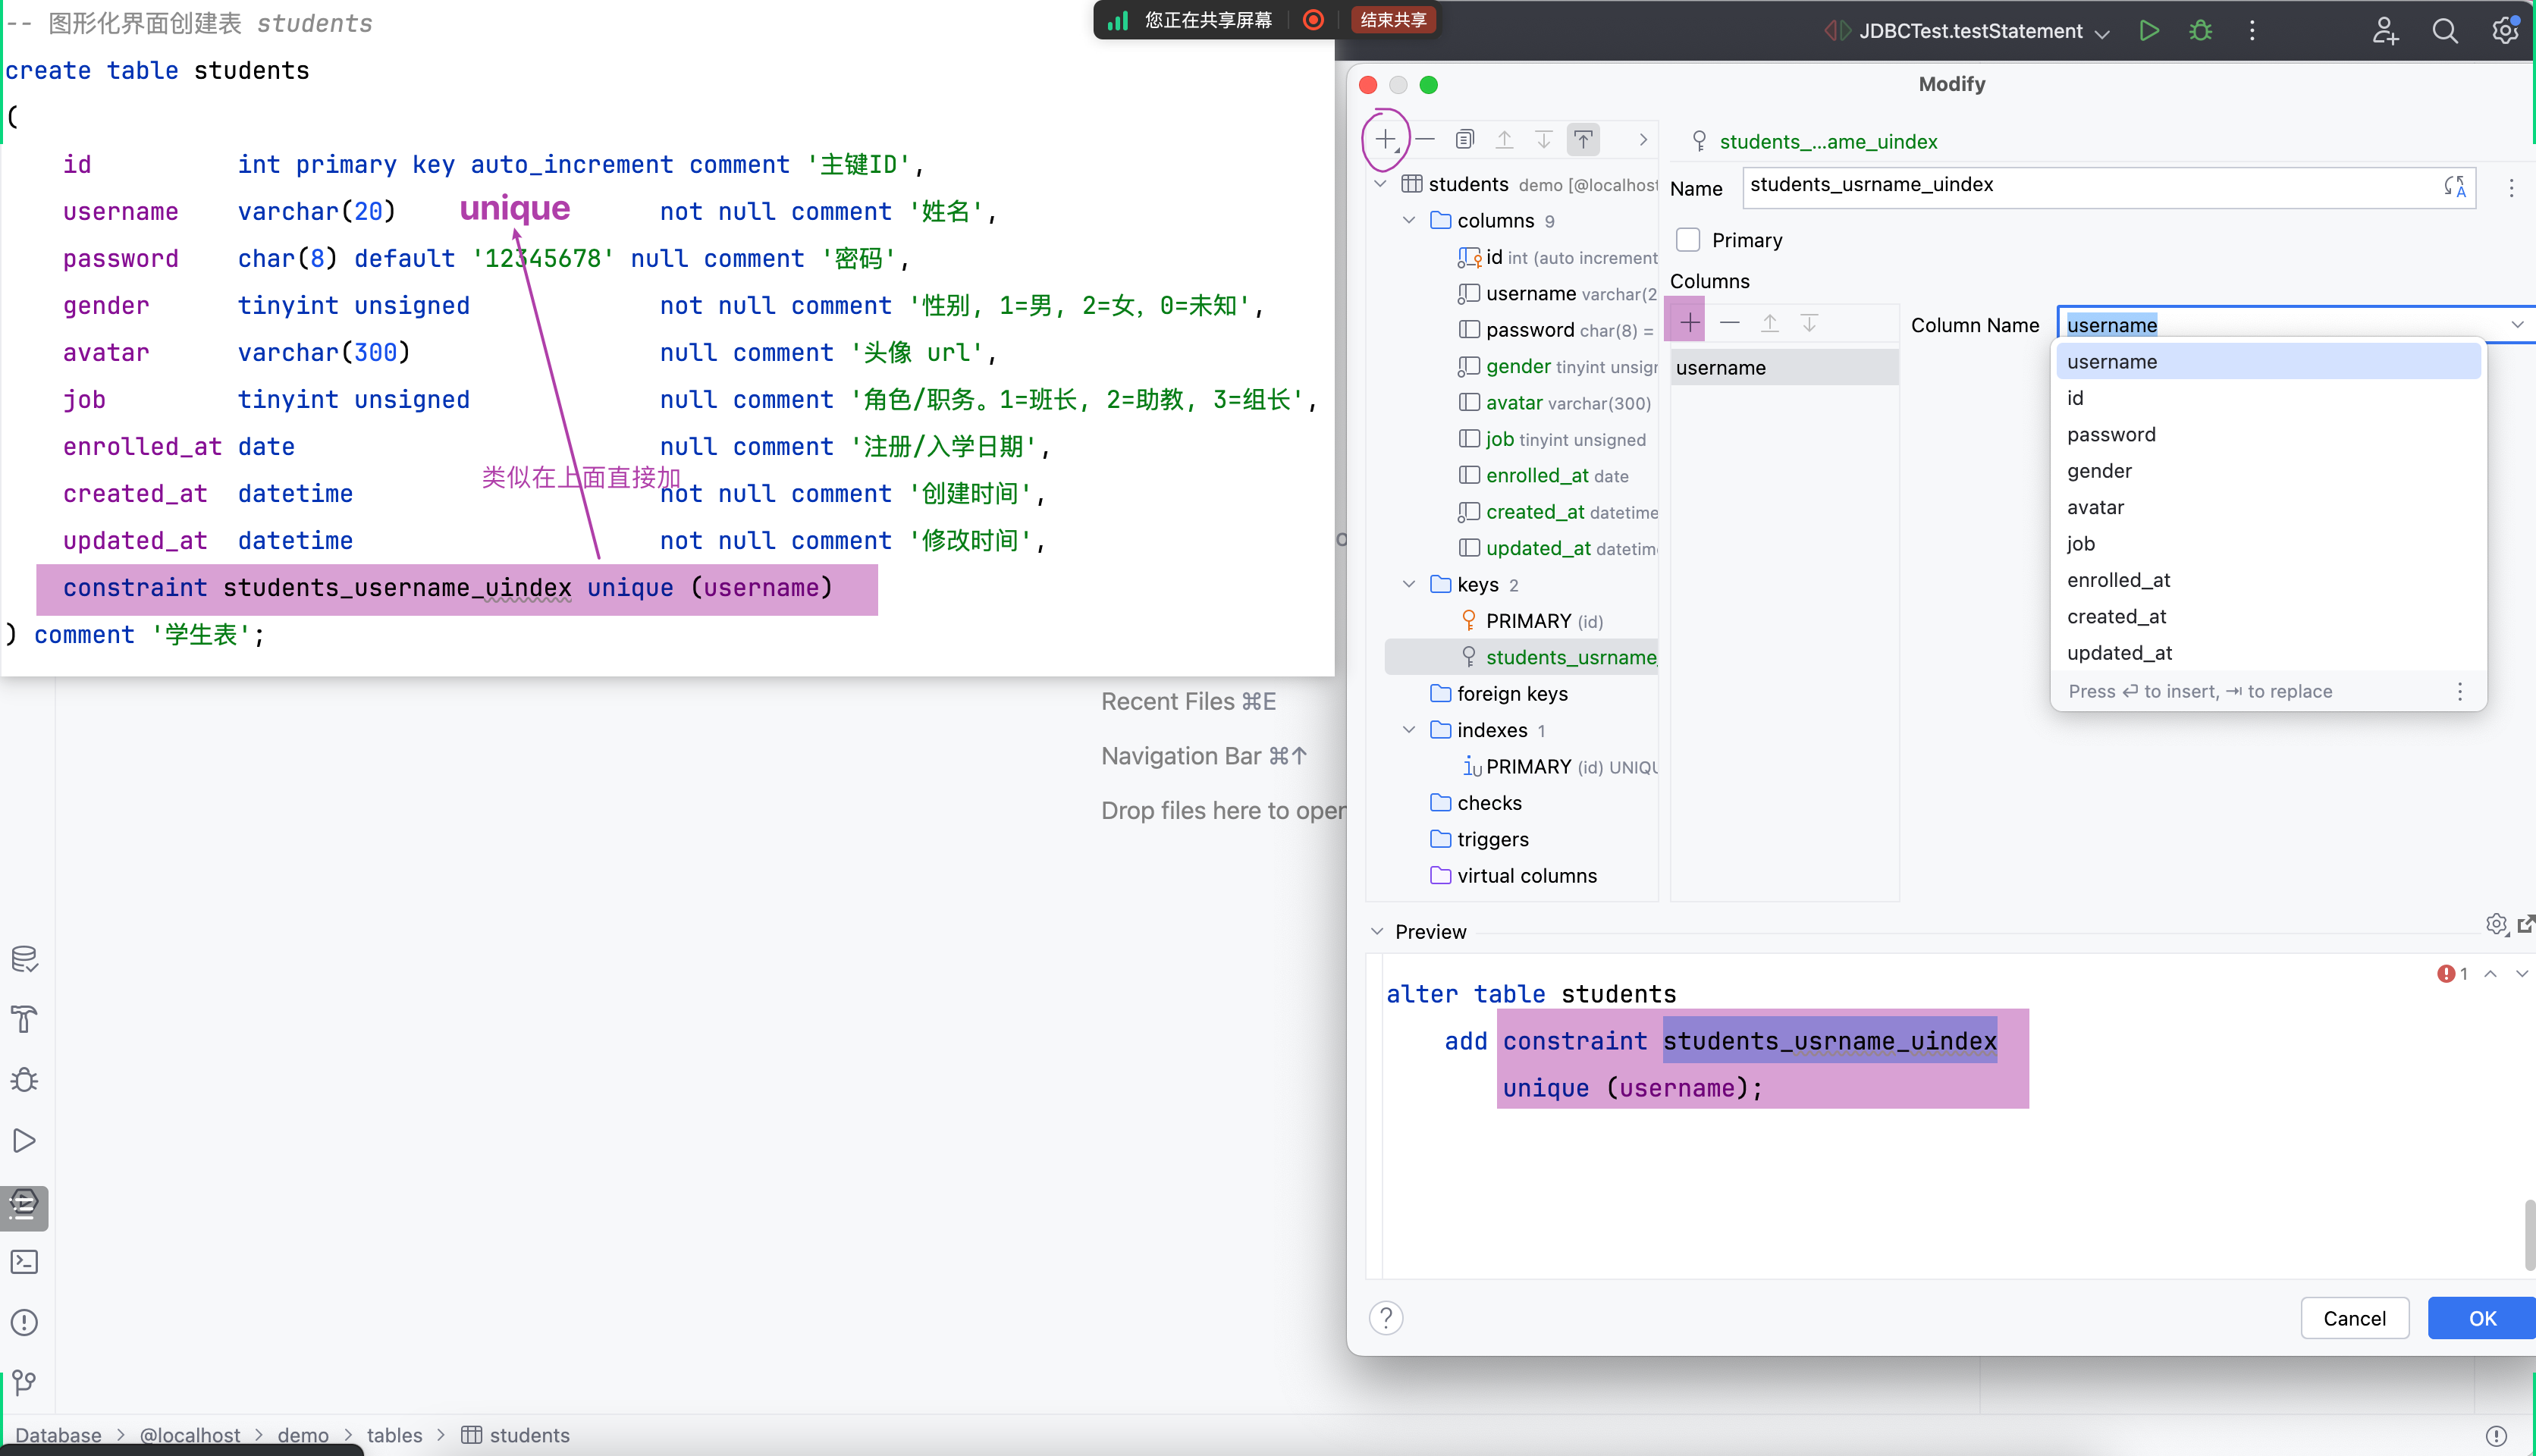 -- 图形化界面创建表 students
create table students
(
id int primary key auto_increment comment '主键ID',
username varchar(20) unique not null comment '姓名',
password char(8) default '12345678' null comment '密码',
gender tinyint unsigned not null comment '性别, 1=男, 2=女, 0=未知',
avatar varchar(300) null comment '头像 url',
job tinyint unsigned null comment '角色/职务。1=班长, 2=助教, 3=组长',
enrolled_at date null comment '注册/入学日期',
类似在上面直接加
created_at datetime not null comment '创建时间',
updated_at datetime not null comment '修改时间',
constraint students_username_uindex unique (username)
) comment '学生表';
Recent Files ⌘E
Navigation Bar ⌘↑
Drop files here to open
您正在共享屏幕 结束共享
JDBCTest.testStatement
Modify
students demo [@localhost
columns 9
id int (auto increment
username varchar(2
password char(8) =
gender tinyint unsigr
avatar varchar(300)
job tinyint unsigned
enrolled_at date
created_at datetime
updated_at datetim
keys 2
PRIMARY (id)
students_usrname_
foreign keys
indexes 1
PRIMARY (id) UNIQU
checks
triggers
virtual columns
students_...ame_uindex
Name students_usrname_uindex
Primary
Columns
username
Column Name username
username
id
password
gender
avatar
job
enrolled_at
created_at
updated_at
Press ↩ to insert, ⇥ to replace
Preview
1
alter table students
add constraint students_usrname_uindex
unique (username);
? Cancel OK
Database > @localhost > demo > tables > students